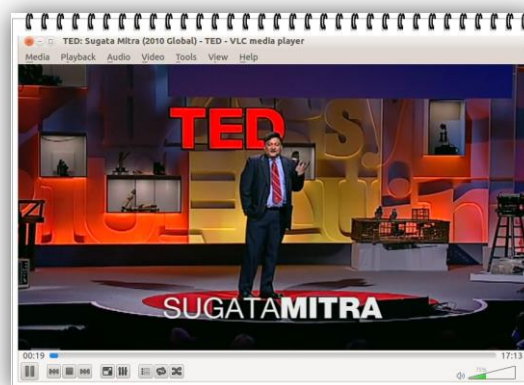 TED: Sugata Mitra (2010 Global) - TED - VLC media player
Media Playback Audio Video Tools View Help
TED
SUGATAMITRA
00:19 17:13
71%